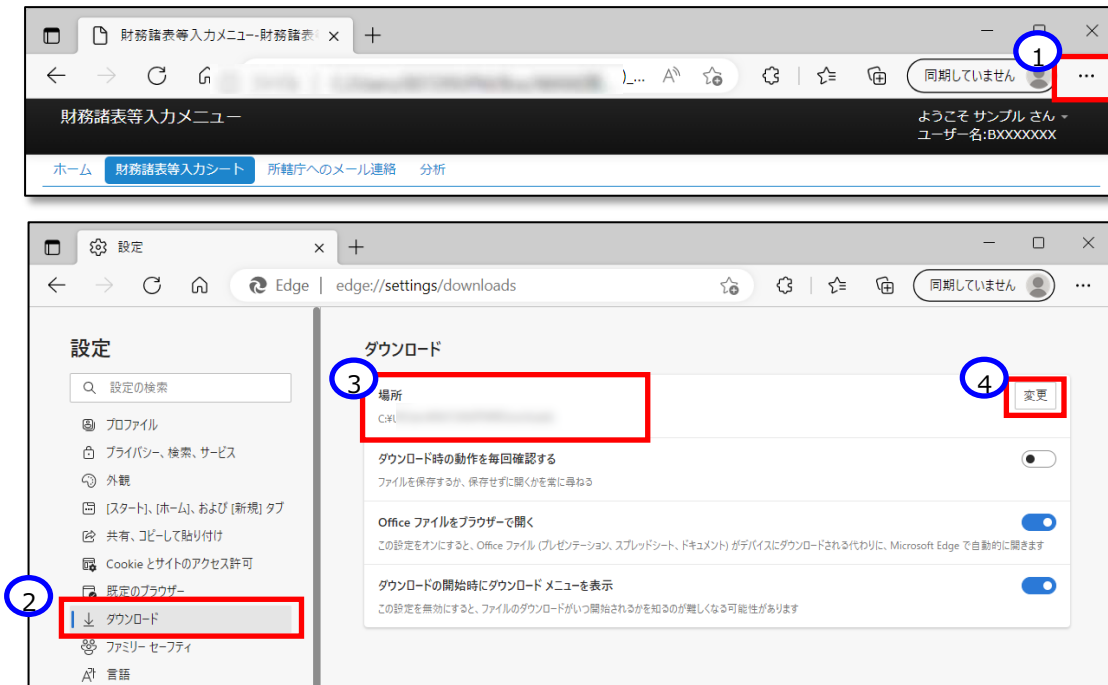 財務諸表等入力メニュー-財務諸表
)_...
同期していません
1
財務諸表等入力メニュー
ようこそ サンプル さん
ユーザー名:BXXXXXXX
ホーム 財務諸表等入力シート 所轄庁へのメール連絡 分析
設定
Edge | edge://settings/downloads
同期していません
設定
設定の検索
プロファイル
プライバシー、検索、サービス
外観
[スタート]、[ホーム]、および [新規] タブ
共有、コピーして貼り付け
Cookie とサイトのアクセス許可
既定のブラウザー
2
ダウンロード
ファミリー セーフティ
言語
ダウンロード
3
場所
C:¥U
4
変更
ダウンロード時の動作を毎回確認する
ファイルを保存するか、保存せずに開くかを常に尋ねる
Office ファイルをブラウザーで開く
この設定をオンにすると、Office ファイル (プレゼンテーション、スプレッドシート、ドキュメント) がデバイスにダウンロードされる代わりに、Microsoft Edge で自動的に開きます
ダウンロードの開始時にダウンロード メニューを表示
この設定を無効にすると、ファイルのダウンロードがいつ開始されるかを知るのが難しくなる可能性があります